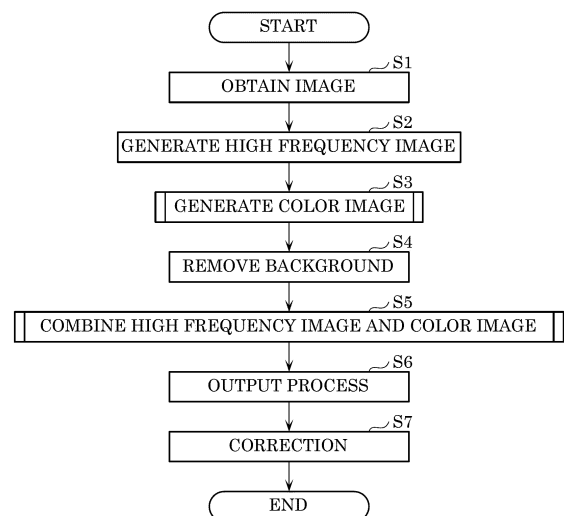 START
S1
OBTAIN IMAGE
S2
GENERATE HIGH FREQUENCY IMAGE
S3
GENERATE COLOR IMAGE
S4
REMOVE BACKGROUND
S5
COMBINE HIGH FREQUENCY IMAGE AND COLOR IMAGE
S6
OUTPUT PROCESS
S7
CORRECTION
END